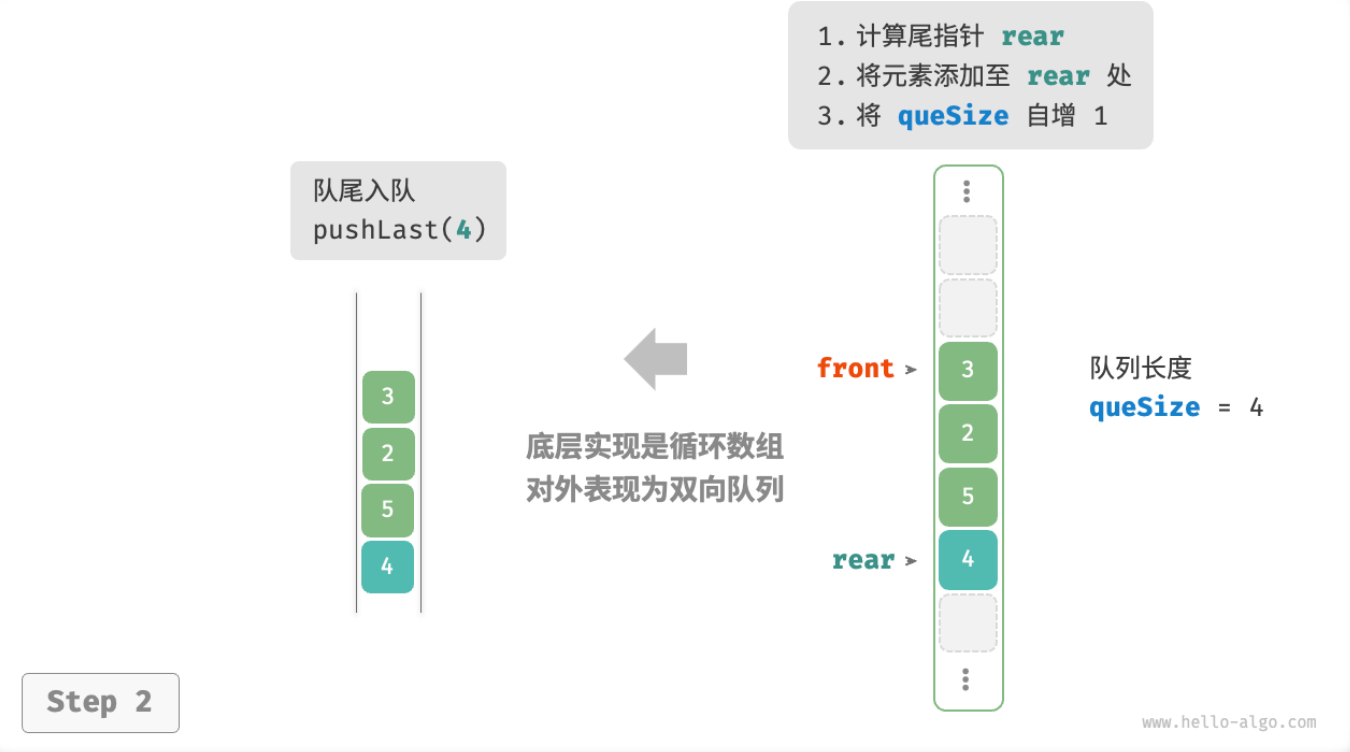 1. 计算尾指针 rear
2. 将元素添加至 rear 处
3. 将 queSize 自增 1
队尾入队
pushLast(4)
3
2
5
4
底层实现是循环数组
对外表现为双向队列
front
3
2
5
rear
4
队列长度
queSize = 4
Step 2
www.hello-algo.com